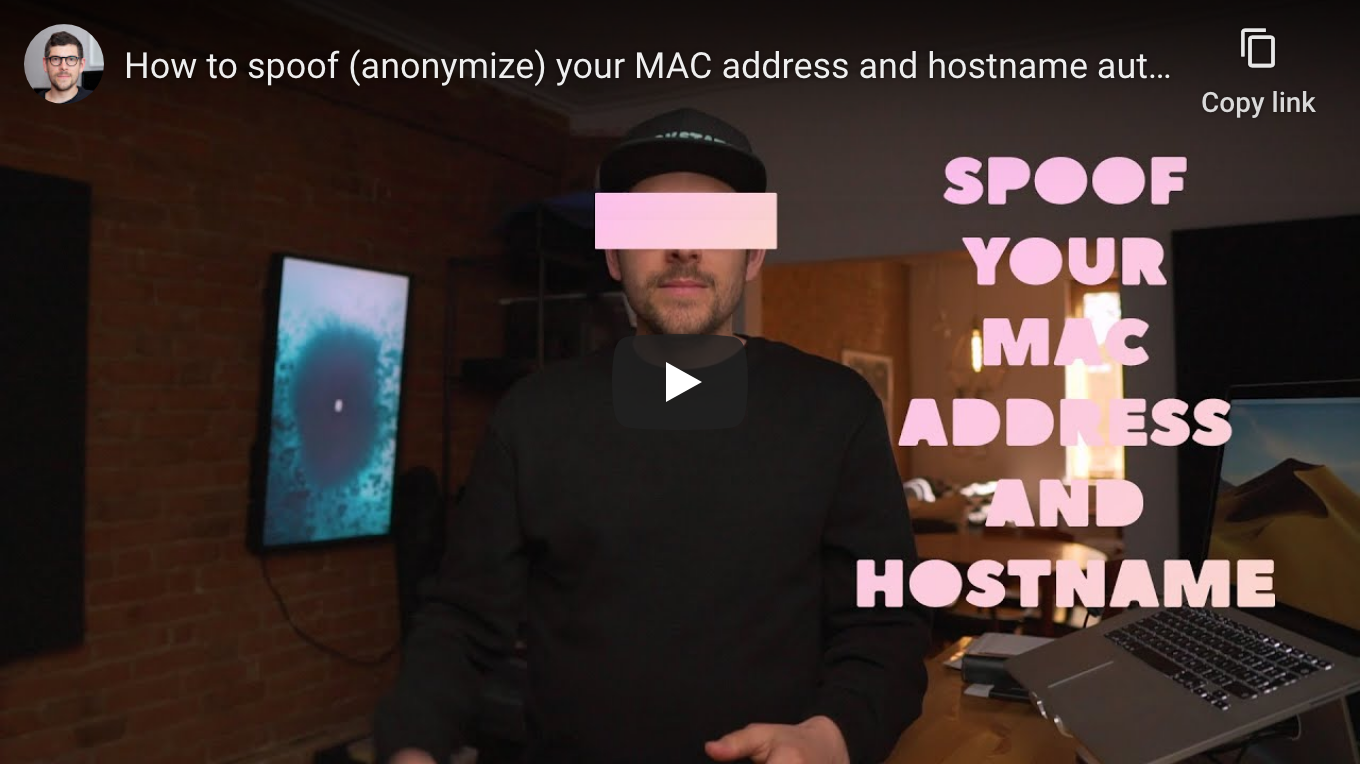 How to spoof (anonymize) your MAC address and hostname aut...
Copy link
SPOOF
YOUR
MAC
ADDRESS
AND
HOSTNAME